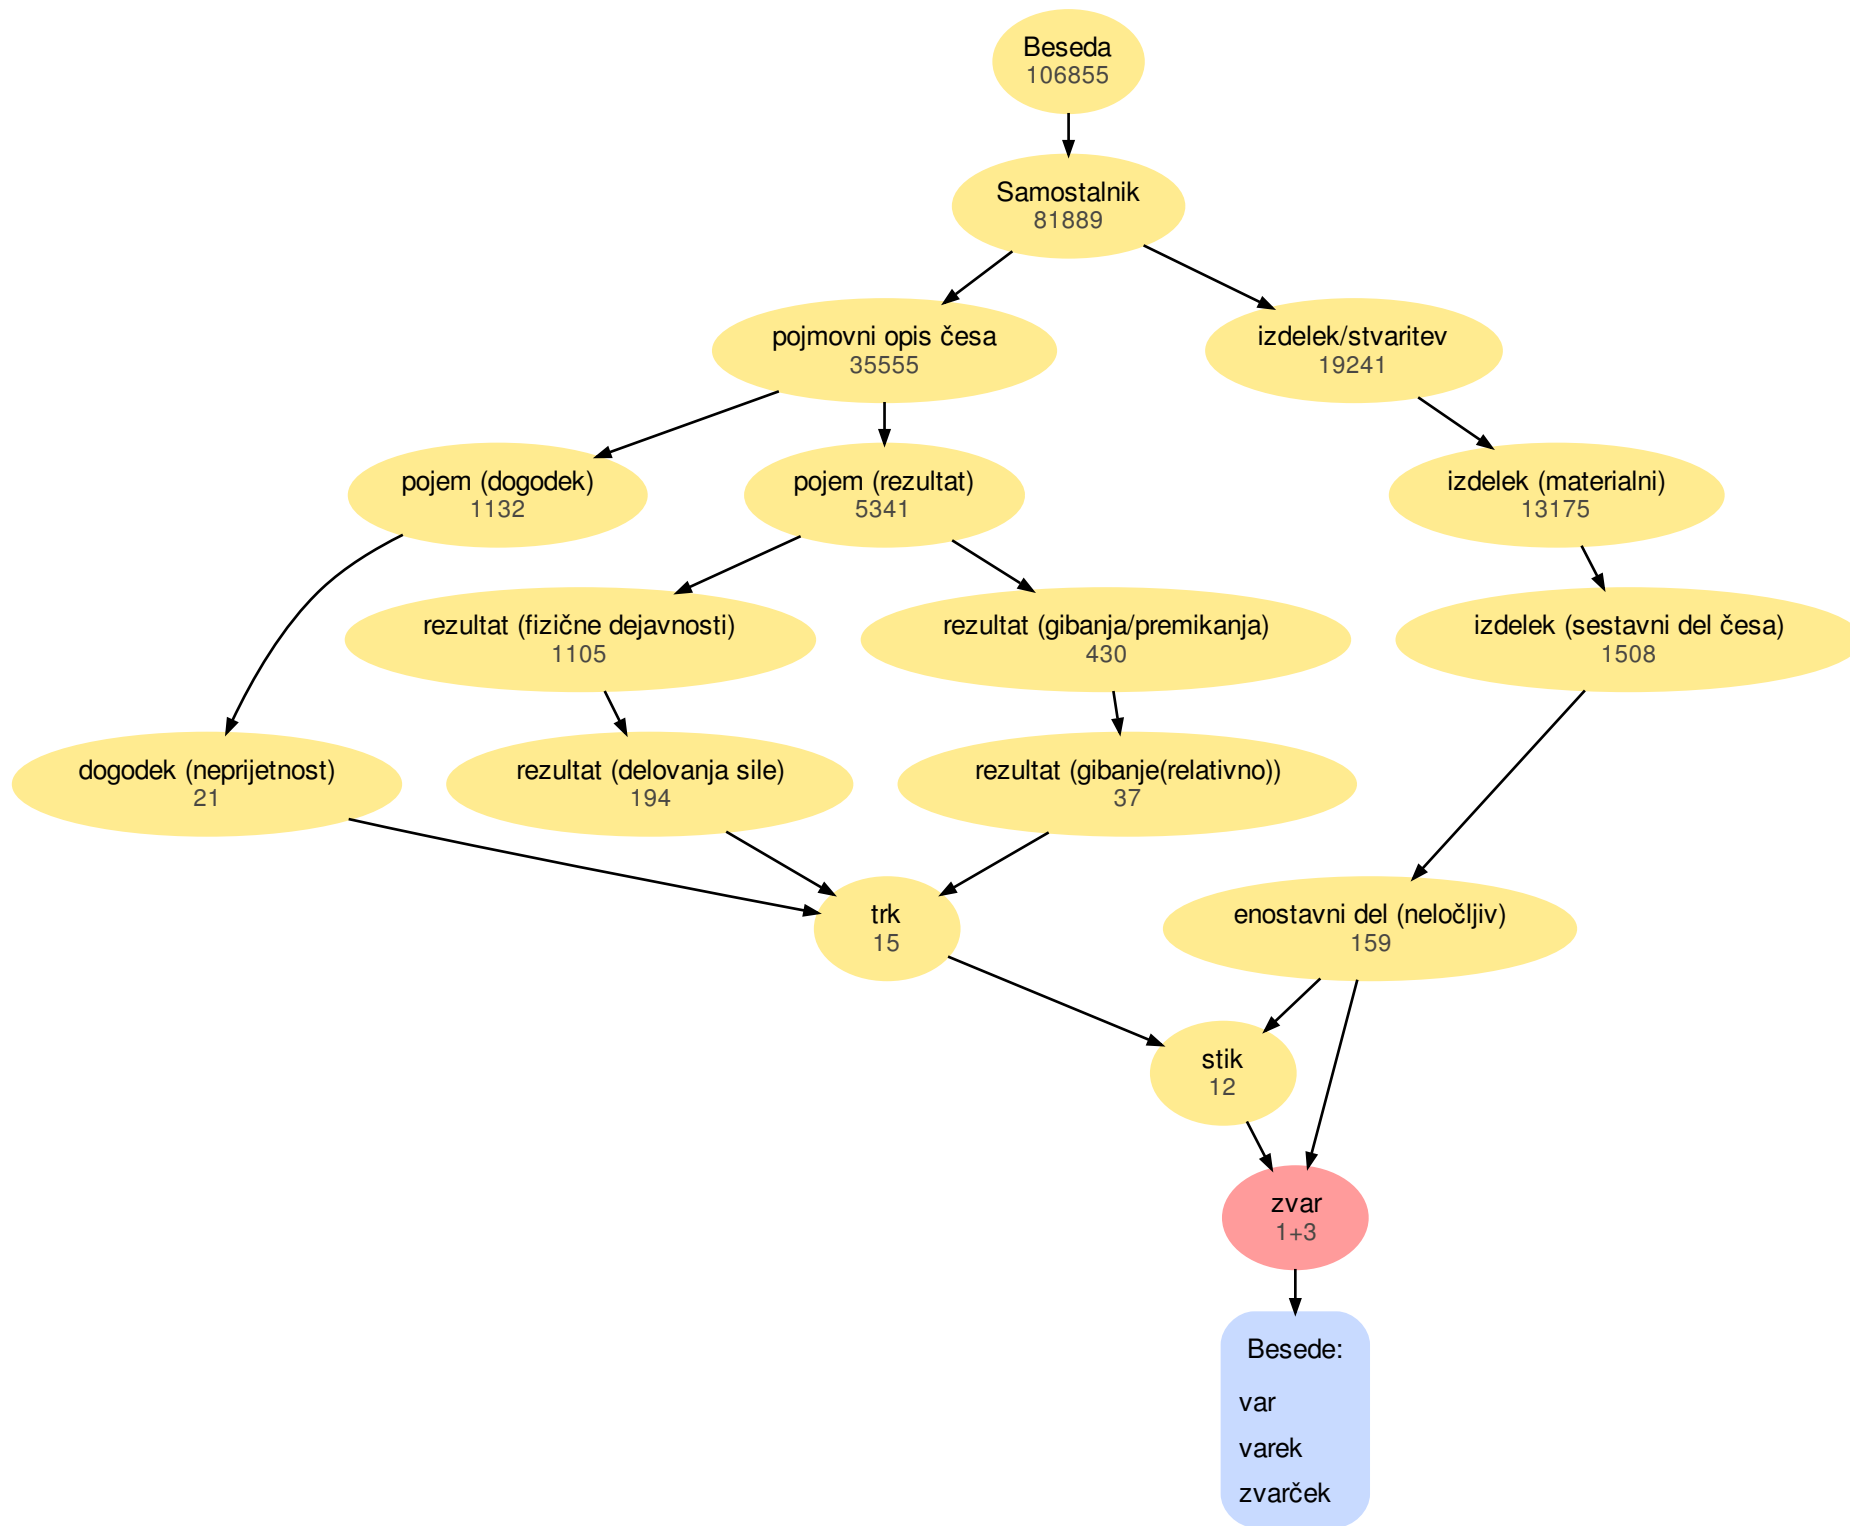 Beseda
106855
Samostalnik
81889
pojmovni opis česa
35555
izdelek/stvaritev
19241
pojem (dogodek)
1132
pojem (rezultat)
5341
izdelek (materialni)
13175
rezultat (fizične dejavnosti)
1105
rezultat (gibanja/premikanja)
430
izdelek (sestavni del česa)
1508
dogodek (neprijetnost)
21
rezultat (delovanja sile)
194
rezultat (gibanje(relativno))
37
trk
15
enostavni del (neločljiv)
159
stik
12
zvar
1+3
Besede:
var
varek
zvarček